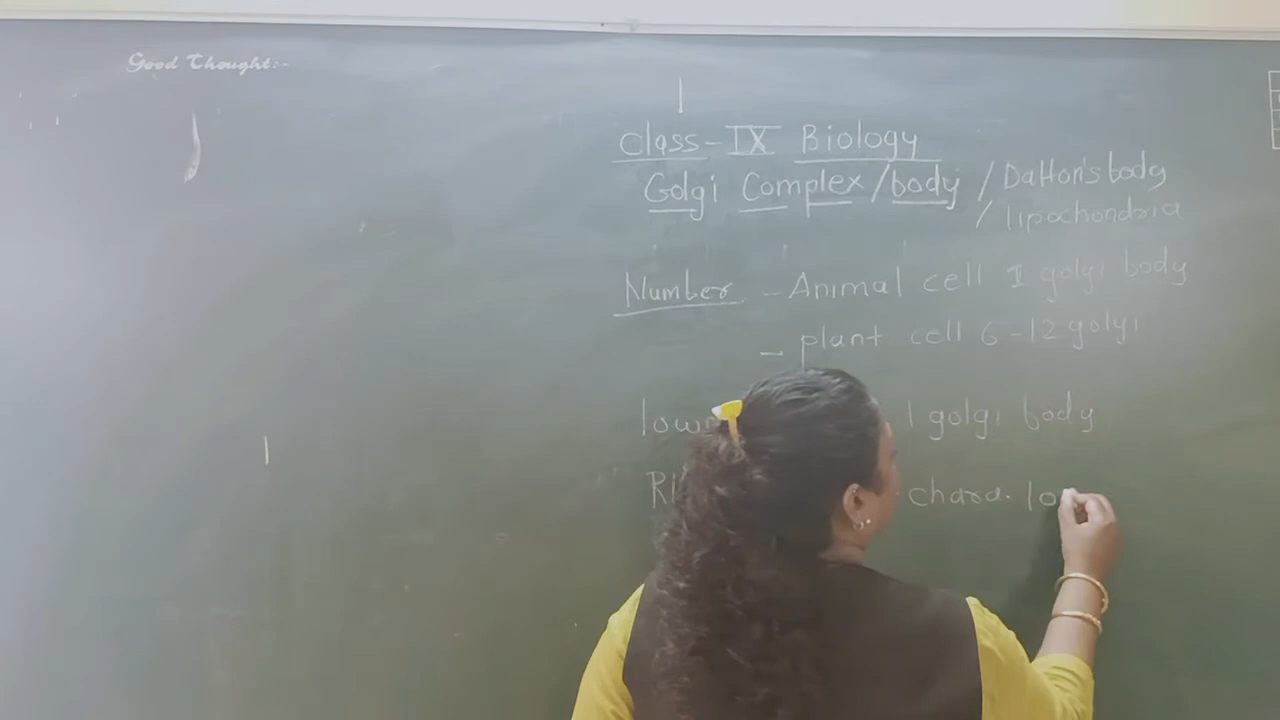 Good Thought:-
Class-IX Biology
Golgi Complex/body / Dalton's body
/ lipochondria
Number - Animal cell 1 golgi body
- plant cell 6-12 golgi
1 golgi body
chara.